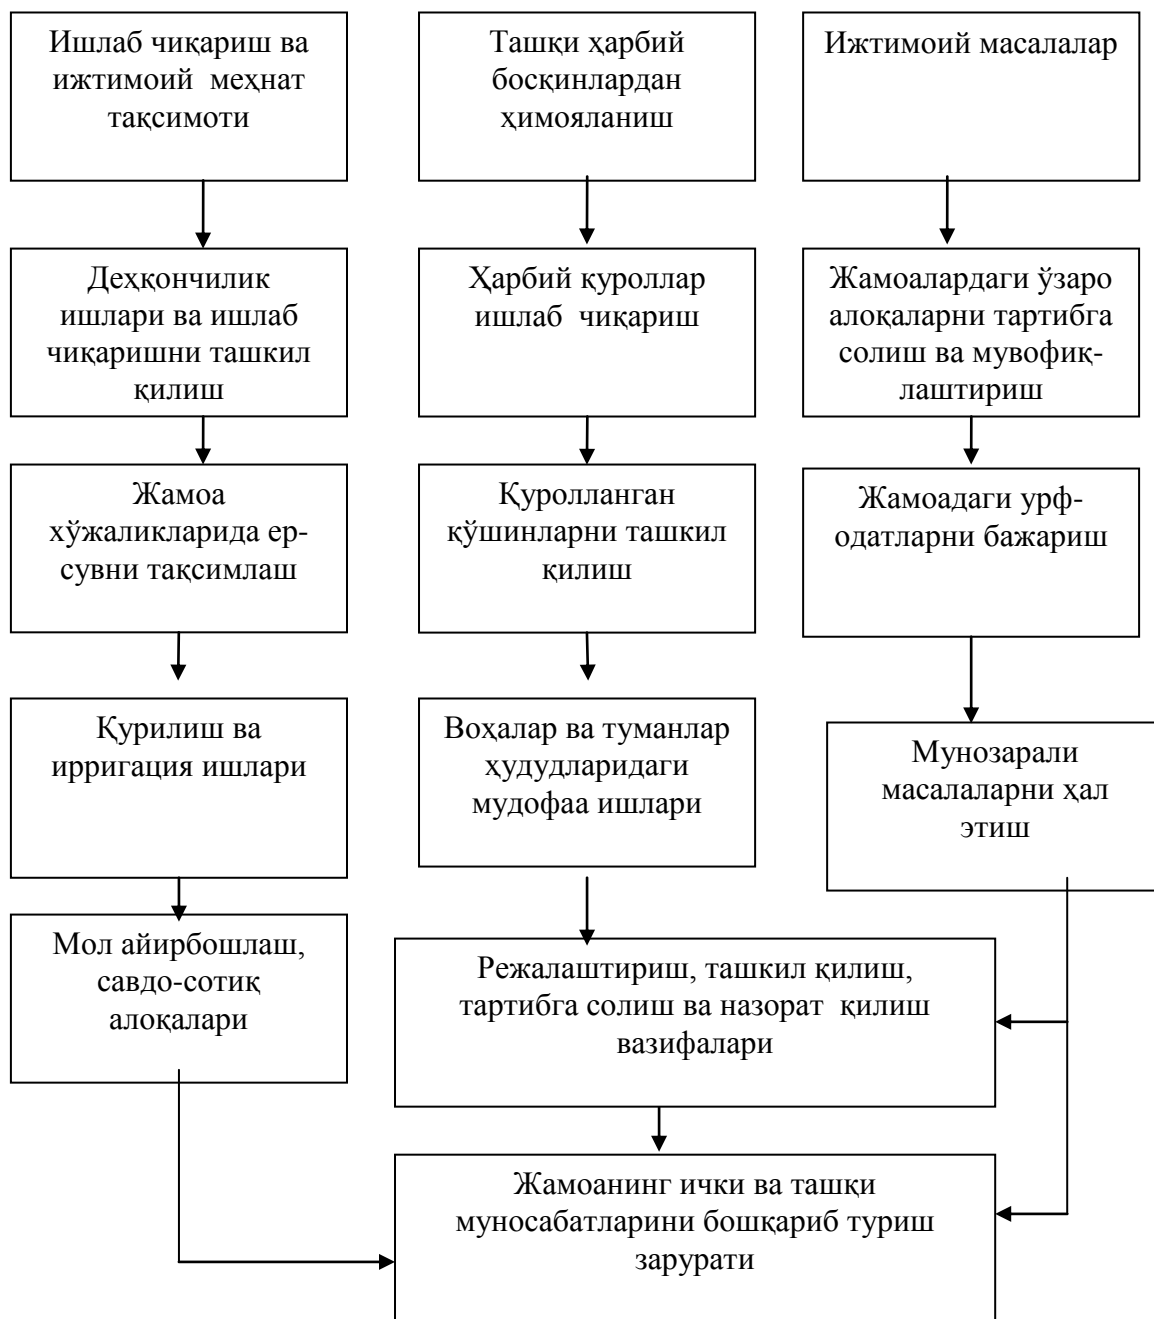 Ишлаб чиқариш ва
ижтимоий меҳнат
тақсимоти
Ташқи ҳарбий
босқинлардан
ҳимояланиш
Ижтимоий масалалар
Деҳқончилик
ишлари ва ишлаб
чиқаришни ташкил
қилиш
Ҳарбий қуроллар
ишлаб чиқариш
Жамоалардаги ўзаро
алоқаларни тартибга
солиш ва мувофиқ-
лаштириш
Жамоа
хўжаликларида ер-
сувни тақсимлаш
Қуролланган
қўшинларни ташкил
қилиш
Жамоадаги урф-
одатларни бажариш
Қурилиш ва
ирригация ишлари
Воҳалар ва туманлар
ҳудудларидаги
мудофаа ишлари
Мунозарали
масалаларни ҳал
этиш
Мол айирбошлаш,
савдо-сотиқ
алоқалари
Режалаштириш, ташкил қилиш,
тартибга солиш ва назорат қилиш
вазифалари
Жамоанинг ички ва ташқи
муносабатларини бошқариб туриш
зарурати